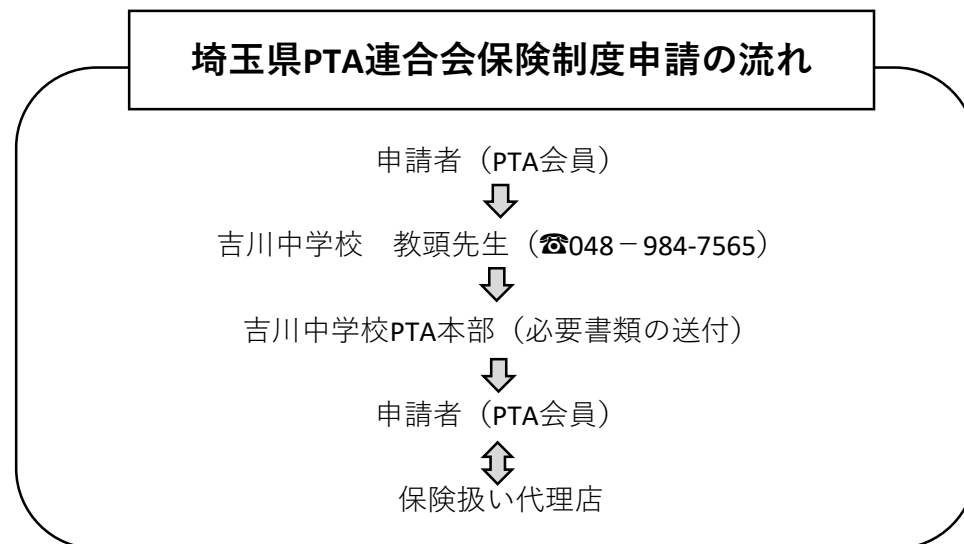 埼玉県PTA連合会保険制度申請の流れ
申請者（PTA会員）
吉川中学校　教頭先生（☎048－984-7565）
吉川中学校PTA本部（必要書類の送付）
申請者（PTA会員）
保険扱い代理店